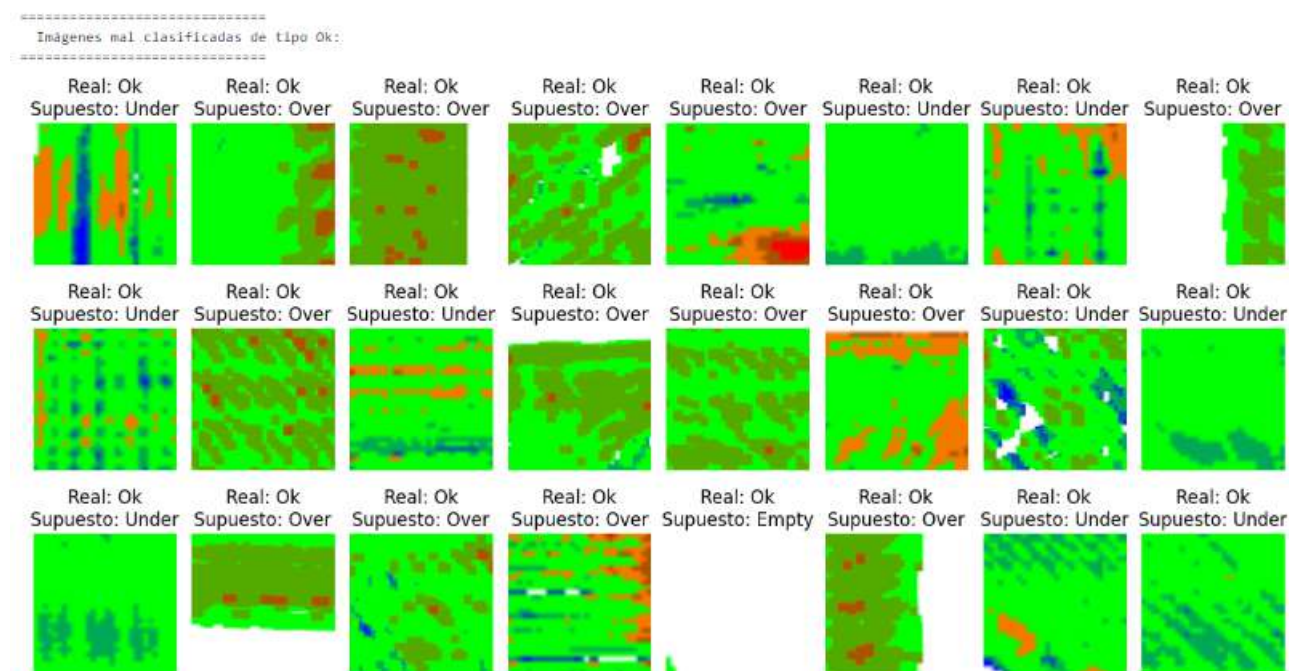 ==============================
Imágenes mal clasificadas de tipo Ok:
==============================
Real: Ok Real: Ok Real: Ok Real: Ok Real: Ok Real: Ok Real: Ok Real: Ok
Supuesto: Under Supuesto: Over Supuesto: Over Supuesto: Over Supuesto: Over Supuesto: Under Supuesto: Under Supuesto: Over
Real: Ok Real: Ok Real: Ok Real: Ok Real: Ok Real: Ok Real: Ok Real: Ok
Supuesto: Under Supuesto: Over Supuesto: Under Supuesto: Over Supuesto: Over Supuesto: Over Supuesto: Under Supuesto: Under
Real: Ok Real: Ok Real: Ok Real: Ok Real: Ok Real: Ok Real: Ok Real: Ok
Supuesto: Under Supuesto: Over Supuesto: Over Supuesto: Over Supuesto: Empty Supuesto: Over Supuesto: Under Supuesto: Under